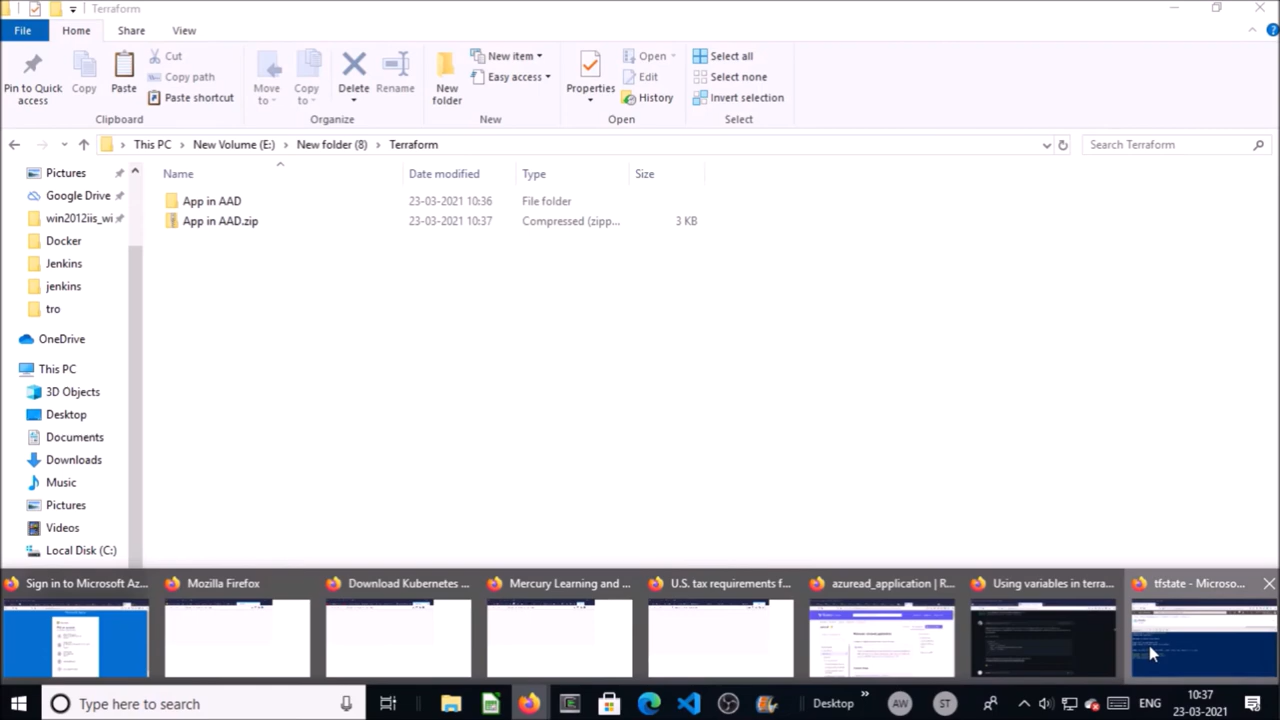 Terraform
File
Home
Share
View
Pin to Quick access
Copy
Paste
Cut
Copy path
Paste shortcut
Clipboard
Move to
Copy to
Delete
Rename
Organize
New folder
New item
Easy access
New
Properties
Open
Edit
History
Open
Select all
Select none
Invert selection
Select
This PC
New Volume (E:)
New folder (8)
Terraform
Search Terraform
Name
Date modified
Type
Size
App in AAD
23-03-2021 10:36
File folder
App in AAD.zip
23-03-2021 10:37
Compressed (zipp...
3 KB
Pictures
Google Drive
win2012iis_wi
Docker
Jenkins
jenkins
tro
OneDrive
This PC
3D Objects
Desktop
Documents
Downloads
Music
Pictures
Videos
Local Disk (C:)
Sign in to Microsoft Az...
Mozilla Firefox
Download Kubernetes ...
Mercury Learning and ...
U.S. tax requirements f...
azuread_application | R...
Using variables in terra...
tfstate - Microso...
Type here to search
Desktop
AW
ST
ENG
10:37
23-03-2021